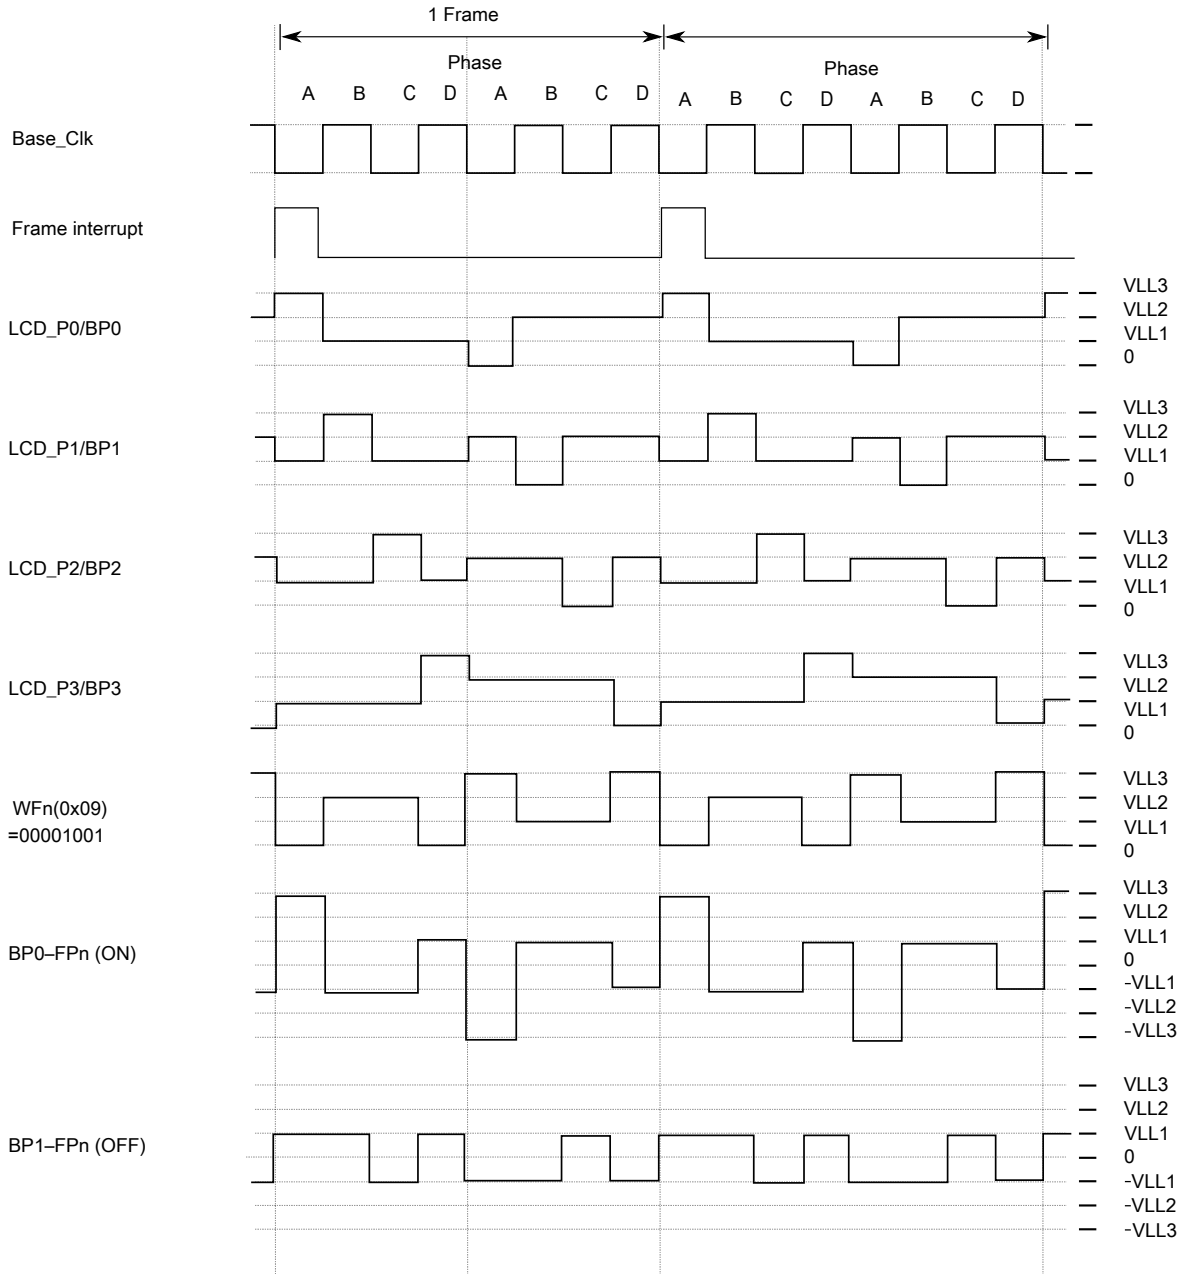 1 Frame
Phase
Phase
A B C D A B C D A B C D A B C D
Base_Clk
Frame interrupt
LCD_P0/BP0
VLL3
VLL2
VLL1
0
LCD_P1/BP1
VLL3
VLL2
VLL1
0
LCD_P2/BP2
VLL3
VLL2
VLL1
0
LCD_P3/BP3
VLL3
VLL2
VLL1
0
WFn(0x09)
=00001001
VLL3
VLL2
VLL1
0
BP0–FPn (ON)
VLL3
VLL2
VLL1
0
-VLL1
-VLL2
-VLL3
BP1–FPn (OFF)
VLL3
VLL2
VLL1
0
-VLL1
-VLL2
-VLL3